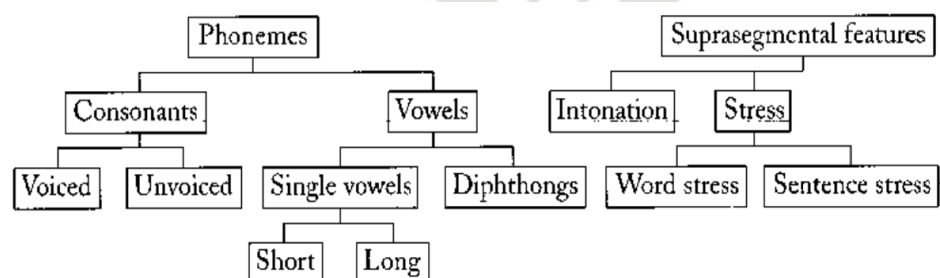 Phonemes
Suprasegmental features
Consonants
Vowels
Intonation
Stress
Voiced
Unvoiced
Single vowels
Diphthongs
Word stress
Sentence stress
Short
Long